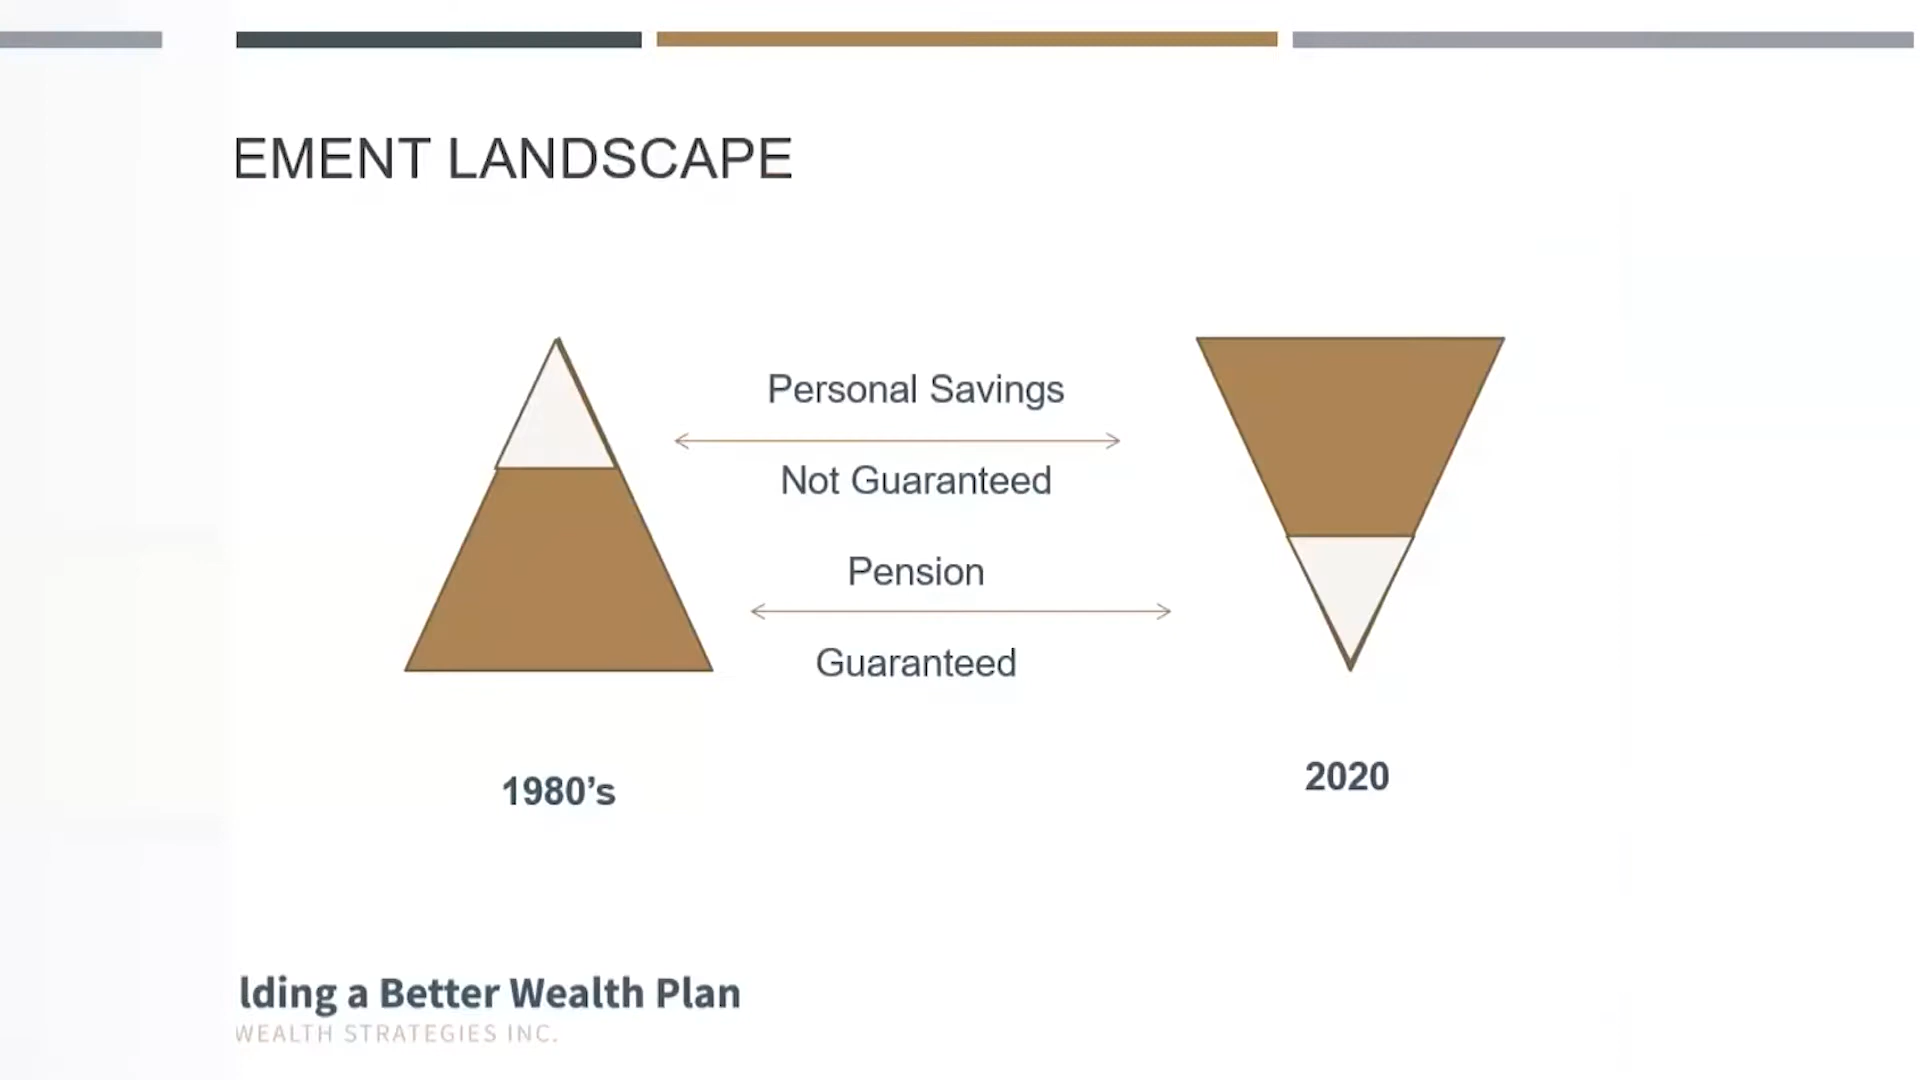 EMENT LANDSCAPE
Personal Savings
Not Guaranteed
Pension
Guaranteed
1980’s
2020
lding a Better Wealth Plan
WEALTH STRATEGIES INC.